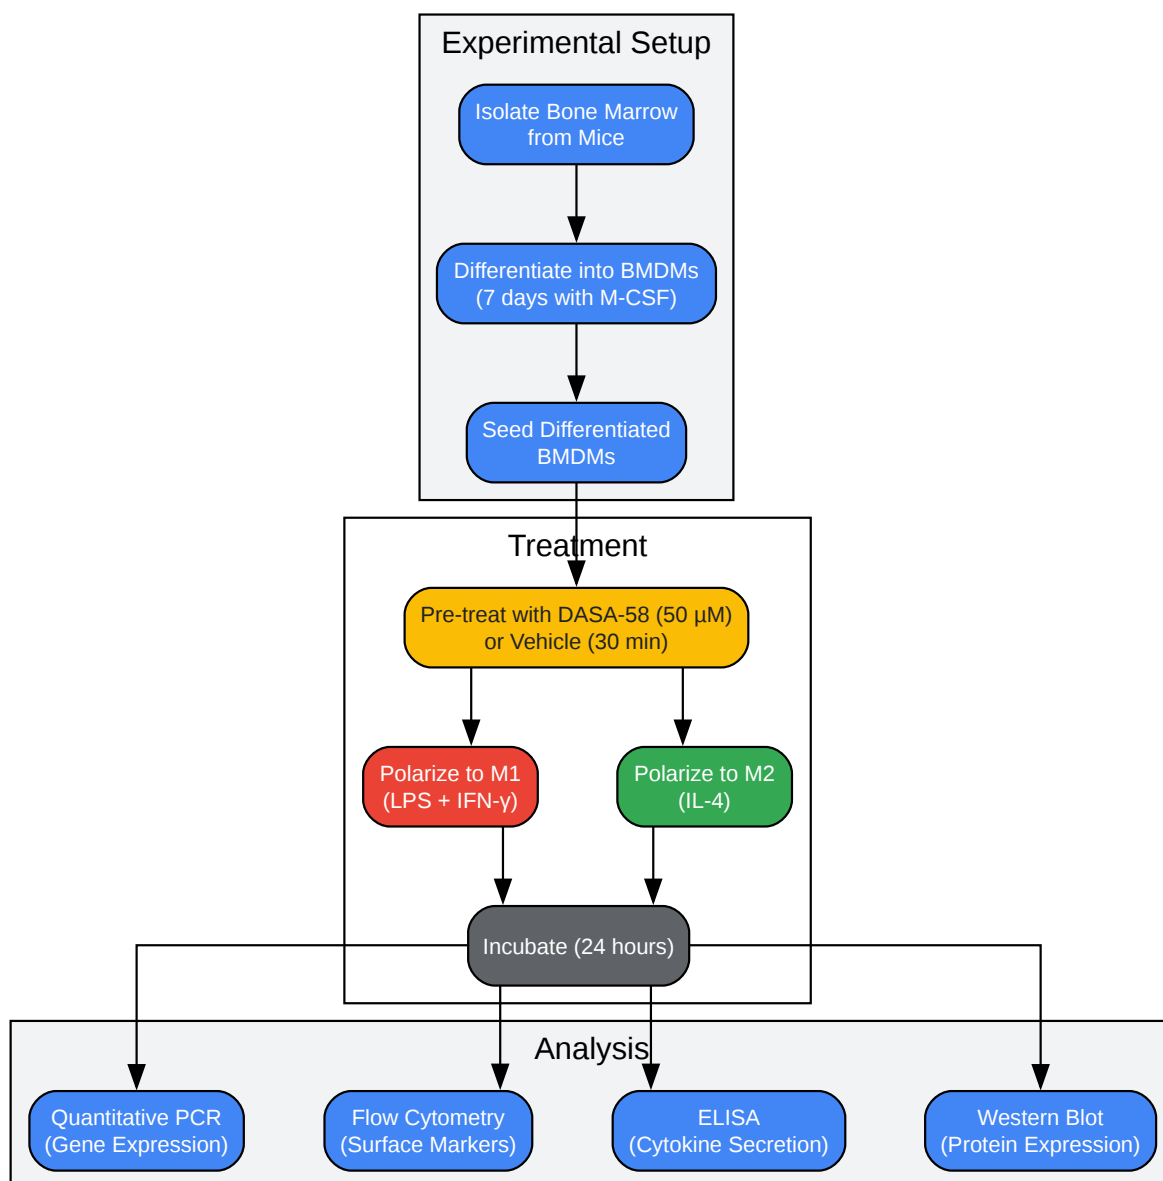 Experimental Setup
Isolate Bone Marrow
from Mice
Differentiate into BMDMs
(7 days with M-CSF)
Seed Differentiated
BMDMs
Treatment
Pre-treat with DASA-58 (50 µM)
or Vehicle (30 min)
Polarize to M1
(LPS + IFN-γ)
Polarize to M2
(IL-4)
Incubate (24 hours)
Analysis
Quantitative PCR
(Gene Expression)
Flow Cytometry
(Surface Markers)
ELISA
(Cytokine Secretion)
Western Blot
(Protein Expression)